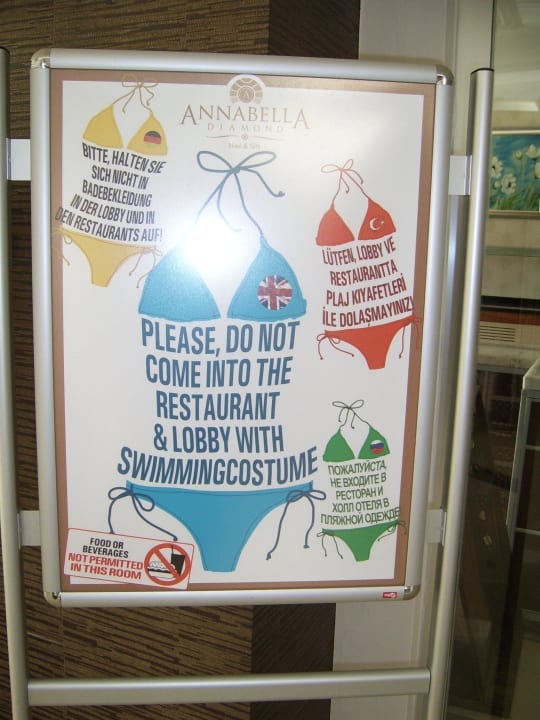 ANNABELLA
DIAMOND
Hotel & SPA
BITTE, HALTEN SIE
SICH NICHT IN
BADEBEKLEIDUNG
IN DER LOBBY UND IN
DEN RESTAURANTS AUF!
PLEASE, DO NOT
COME INTO THE
RESTAURANT
& LOBBY WITH
SWIMMINGCOSTUME
LÜTFEN, LOBBY VE
RESTAURANTTA
PLAJ KIYAFETLERİ
İLE DOLAŞMAYINIZ!
ПОЖАЛУЙСТА,
НЕ ВХОДИТЕ В
РЕСТОРАН И
ХОЛЛ ОТЕЛЯ В
ПЛЯЖНОЙ ОДЕЖДЕ
FOOD OR
BEVERAGES
NOT PERMITTED
IN THIS ROOM